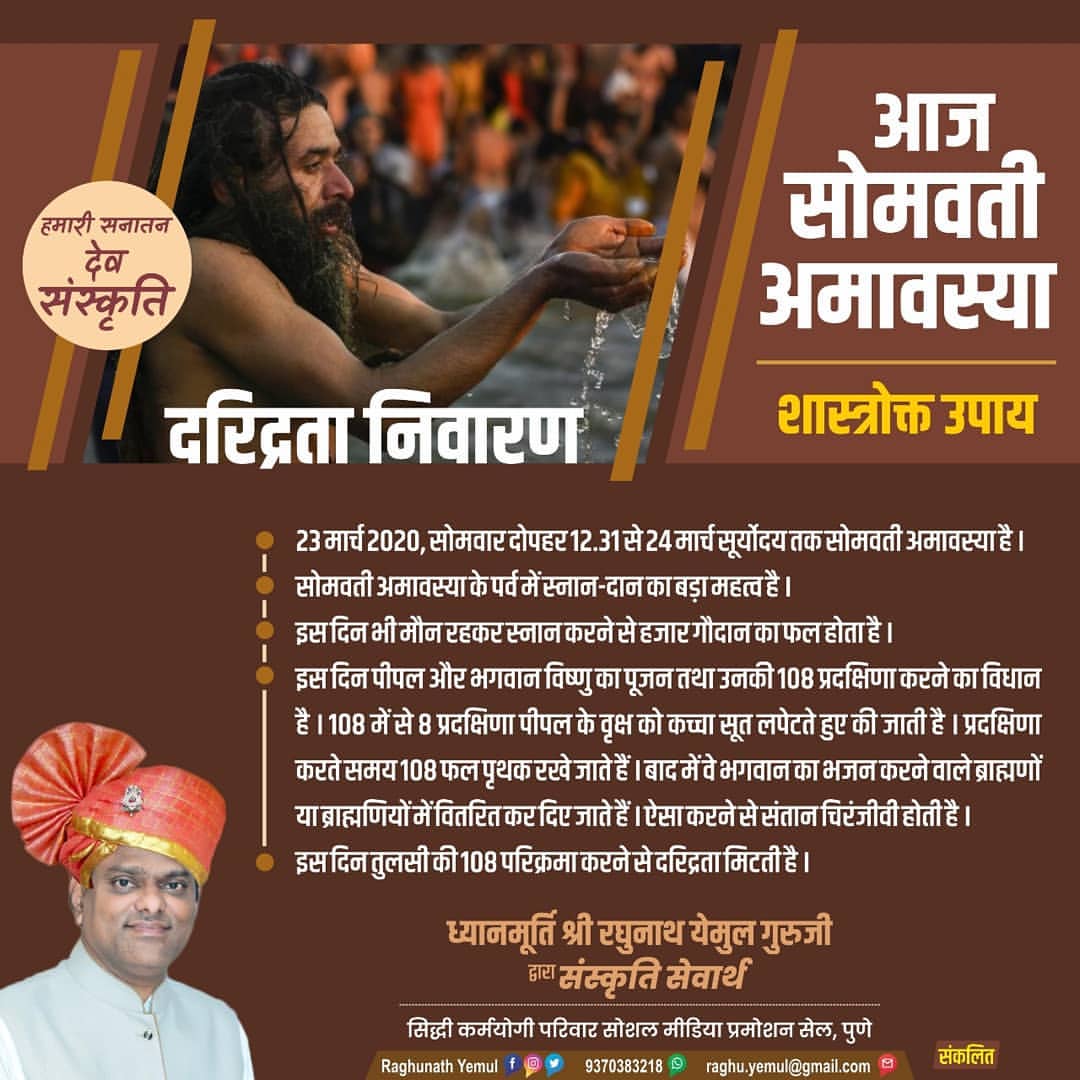 हमारी सनातन
देव
संस्कृति
आज
सोमवती
अमावस्या
शास्त्रोक्त उपाय
दरिद्रता निवारण
23 मार्च 2020, सोमवार दोपहर 12.31 से 24 मार्च सूर्योदय तक सोमवती अमावस्या है ।
सोमवती अमावस्या के पर्व में स्नान-दान का बड़ा महत्व है ।
इस दिन भी मौन रहकर स्नान करने से हजार गौदान का फल होता है ।
इस दिन पीपल और भगवान विष्णु का पूजन तथा उनकी 108 प्रदक्षिणा करने का विधान
है । 108 में से 8 प्रदक्षिणा पीपल के वृक्ष को कच्चा सूत लपेटते हुए की जाती है । प्रदक्षिणा
करते समय 108 फल पृथक रखे जाते हैं । बाद में वे भगवान का भजन करने वाले ब्राह्मणों
या ब्राह्मणियों में वितरित कर दिए जाते हैं । ऐसा करने से संतान चिरंजीवी होती है ।
इस दिन तुलसी की 108 परिक्रमा करने से दरिद्रता मिटती है ।
ध्यानमूर्ति श्री रघुनाथ येमुल गुरुजी
द्वारा संस्कृति सेवार्थ
सिद्धी कर्मयोगी परिवार सोशल मीडिया प्रमोशन सेल, पुणे
Raghunath Yemul 9370383218 raghu.yemul@gmail.com
संकलित